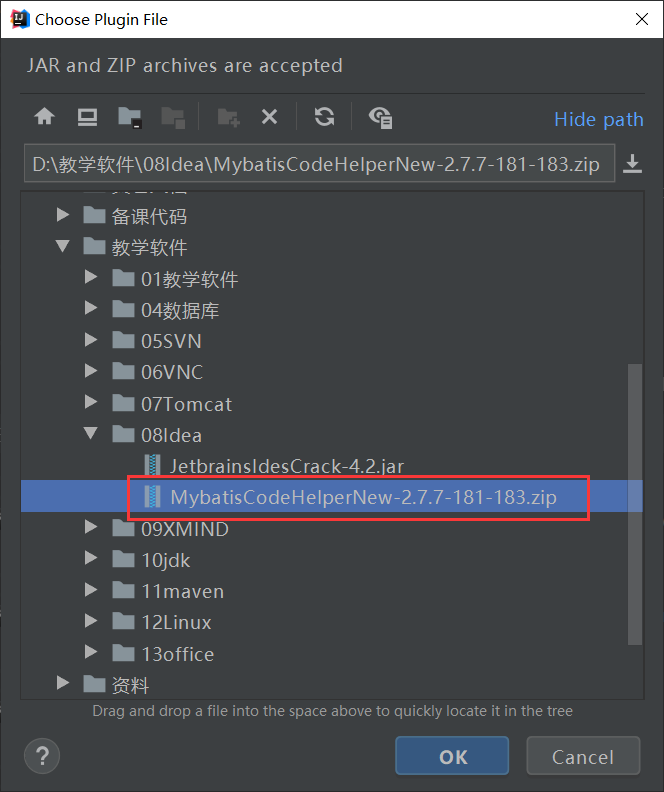 Choose Plugin File
JAR and ZIP archives are accepted
Hide path
D:\教学软件\08Idea\MybatisCodeHelperNew-2.7.7-181-183.zip
备课代码
教学软件
01教学软件
04数据库
05SVN
06VNC
07Tomcat
08Idea
JetbrainsIdesCrack-4.2.jar
MybatisCodeHelperNew-2.7.7-181-183.zip
09XMIND
10jdk
11maven
12Linux
13office
资料
Drag and drop a file into the space above to quickly locate it in the tree
?
OK
Cancel